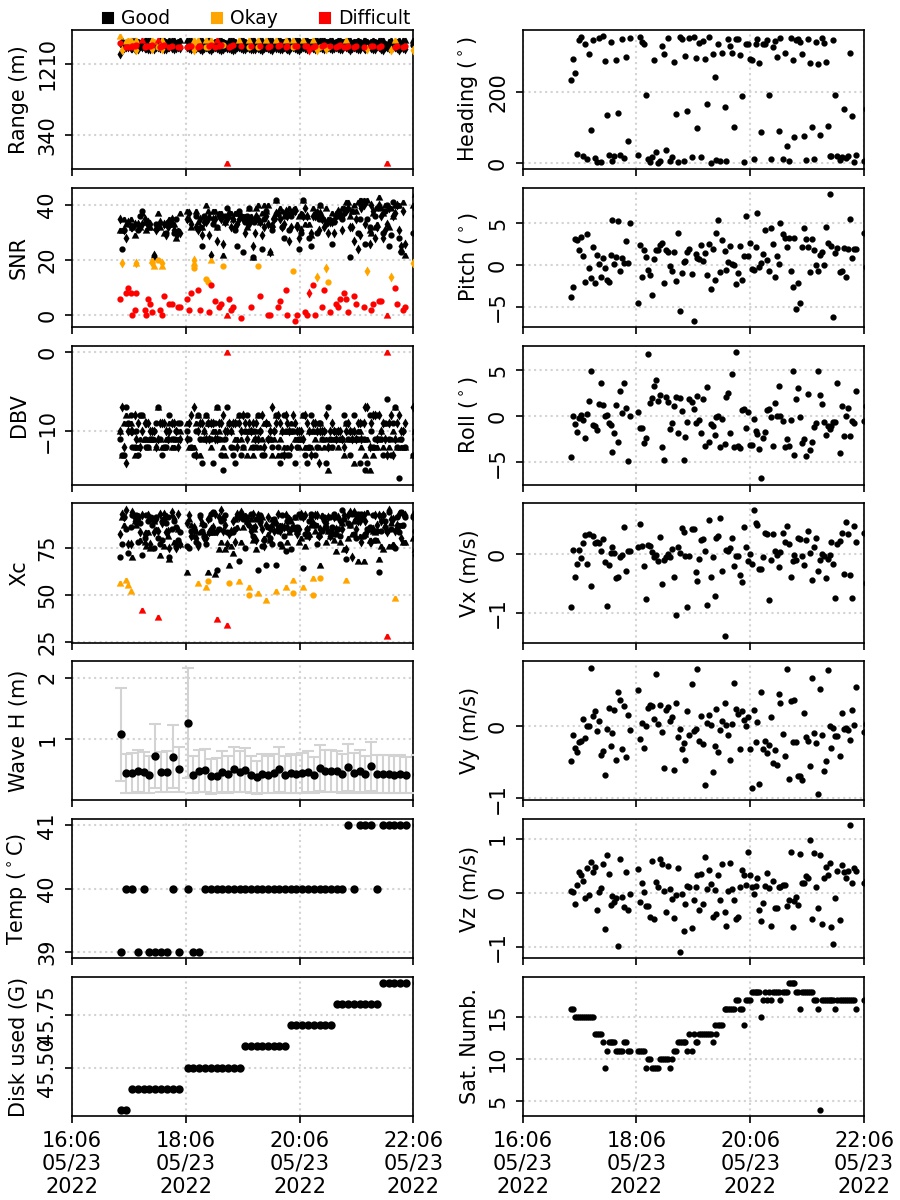 Good Okay Difficult
Range (m)
1210
340
Heading (°)
200
0
SNR
40
20
0
Pitch (°)
5
0
−5
DBV
0
−10
Roll (°)
5
0
−5
Xc
75
50
25
Vx (m/s)
0
−1
Wave H (m)
2
1
Vy (m/s)
0
−1
Temp (°C)
41
40
39
Vz (m/s)
1
0
−1
Disk used (G)
45.75
45.50
Sat. Numb.
15
10
5
16:06 18:06 20:06 22:06 16:06 18:06 20:06 22:06
05/23 05/23 05/23 05/23 05/23 05/23 05/23 05/23
2022 2022 2022 2022 2022 2022 2022 2022